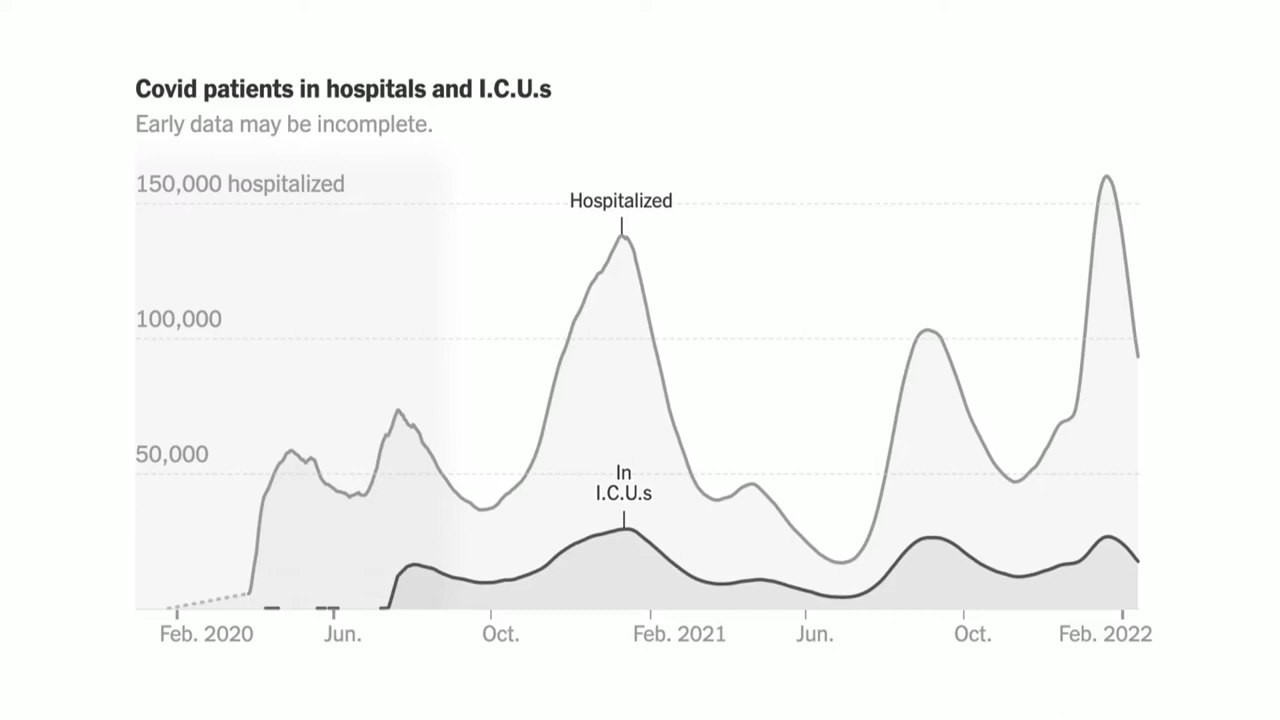 Covid patients in hospitals and I.C.U.s
Early data may be incomplete.
150,000 hospitalized
Hospitalized
100,000
50,000
In
I.C.U.s
Feb. 2020 Jun. Oct. Feb. 2021 Jun. Oct. Feb. 2022